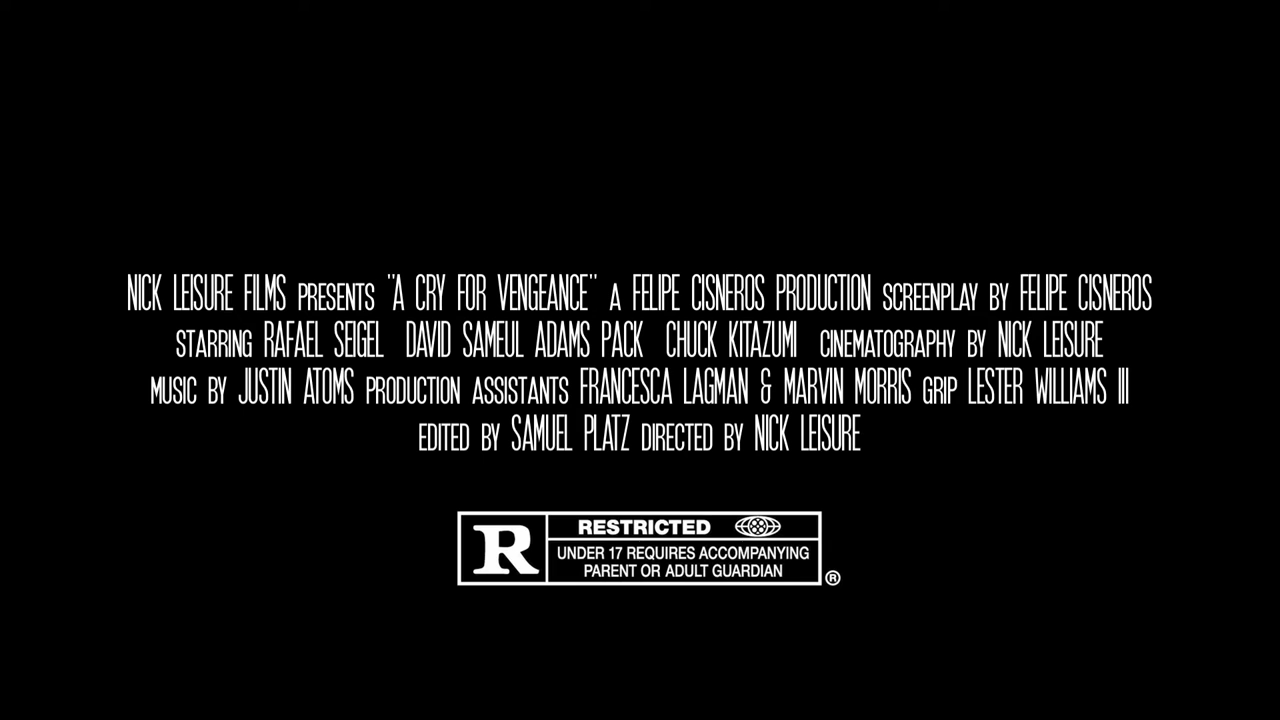 NICK LEISURE FILMS PRESENTS "A CRY FOR VENGEANCE" A FELIPE CISNEROS PRODUCTION SCREENPLAY BY FELIPE CISNEROS
STARRING RAFAEL SEIGEL DAVID SAMEUL ADAMS PACK CHUCK KITAZUMI CINEMATOGRAPHY BY NICK LEISURE
MUSIC BY JUSTIN ATOMS PRODUCTION ASSISTANTS FRANCESCA LAGMAN & MARVIN MORRIS GRIP LESTER WILLIAMS III
EDITED BY SAMUEL PLATZ DIRECTED BY NICK LEISURE
R RESTRICTED
UNDER 17 REQUIRES ACCOMPANYING
PARENT OR ADULT GUARDIAN ®